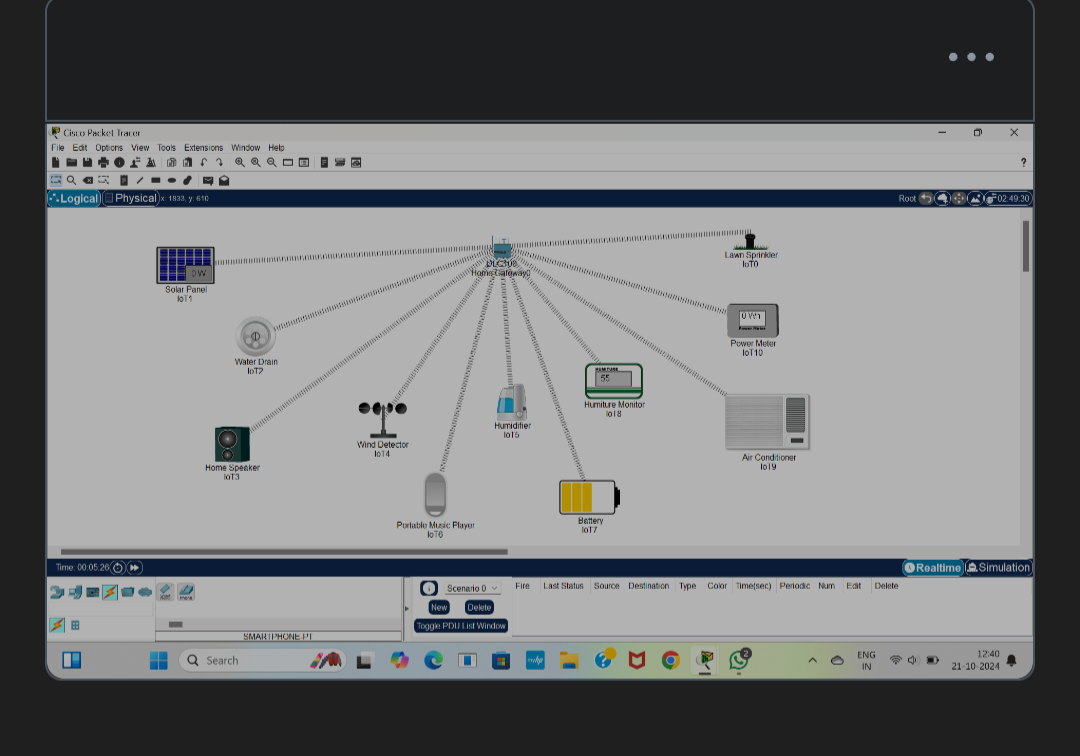 Cisco Packet Tracer
File Edit Options View Tools Extensions Window Help
?
Logical Physical x: 1833, y: 610 Root 02:49:30
DLC100
Home Gateway0
Lawn Sprinkler
IoT0
0 W
Solar Panel
IoT1
0 Wh
Power Meter
Power Meter
IoT10
Water Drain
IoT2
55
Humiture Monitor
IoT8
Humidifier
IoT5
Wind Detector
IoT4
Air Conditioner
IoT9
Home Speaker
IoT3
Portable Music Player
IoT6
Battery
IoT7
Time: 00:05:26 Realtime Simulation
Scenario 0 Fire Last Status Source Destination Type Color Time(sec) Periodic Num Edit Delete
New Delete
Toggle PDU List Window
SMARTPHONE-PT
Search 2 ENG
IN
12:40
21-10-2024